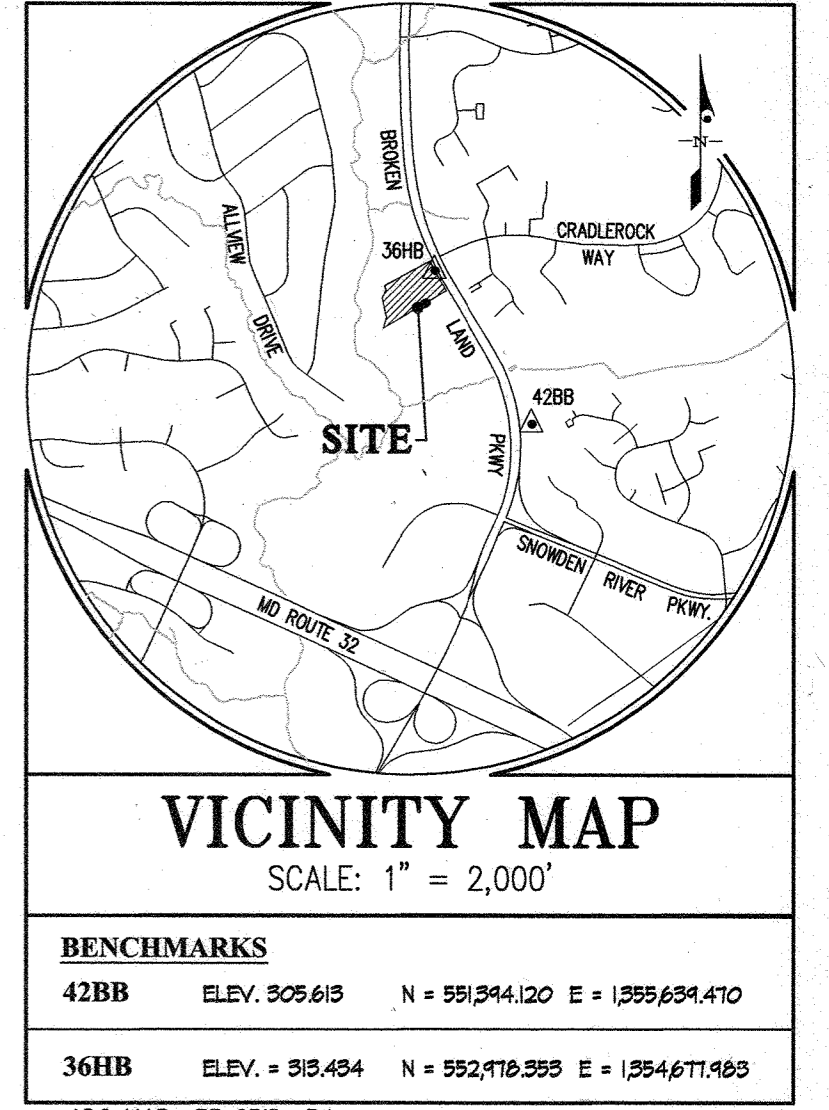 BROKEN
N
ALLVIEW
CRADLEROCK
WAY
36HB
DRIVE
LAND
42BB
SITE
PKWY
SNOWDEN RIVER PKWY.
MD ROUTE 32
VICINITY MAP
SCALE: 1" = 2,000'
BENCHMARKS
42BB ELEV. 305.613 N = 551,394.120 E = 1,355,639.470
36HB ELEV. = 313.434 N = 552,978.353 E = 1,354,677.983